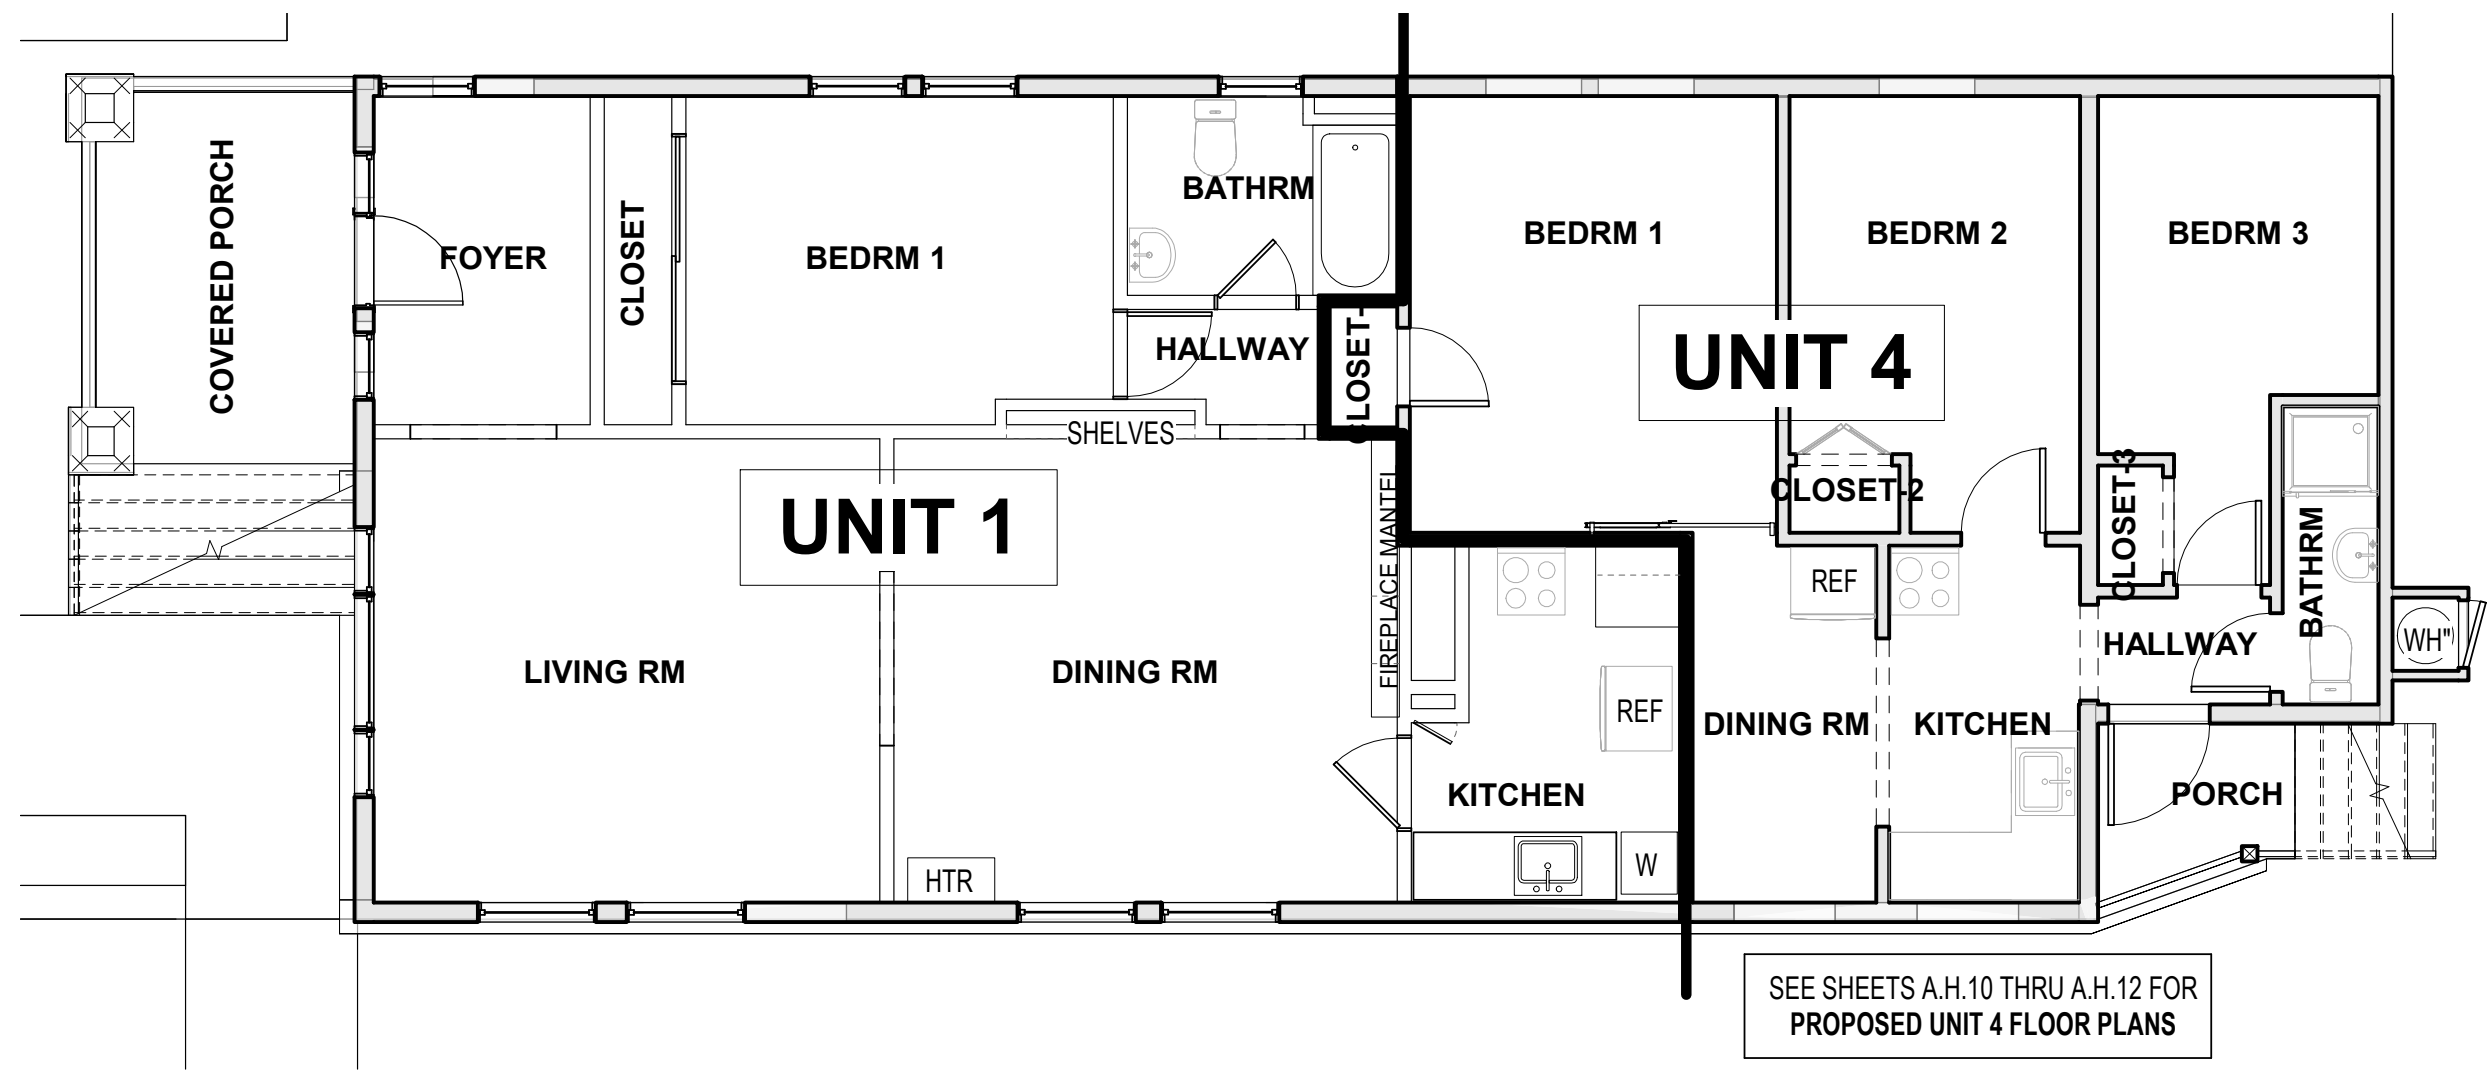 COVERED PORCH
FOYER
CLOSET
BEDRM 1
BATHRM
HALLWAY
CLOSET-
SHELVES
UNIT 1
LIVING RM
DINING RM
FIREPLACE MANTEL
HTR
KITCHEN
REF
W
BEDRM 1
BEDRM 2
BEDRM 3
UNIT 4
CLOSET-2
CLOSET-3
REF
DINING RM
KITCHEN
HALLWAY
BATHRM
WH"
PORCH
SEE SHEETS A.H.10 THRU A.H.12 FOR
PROPOSED UNIT 4 FLOOR PLANS